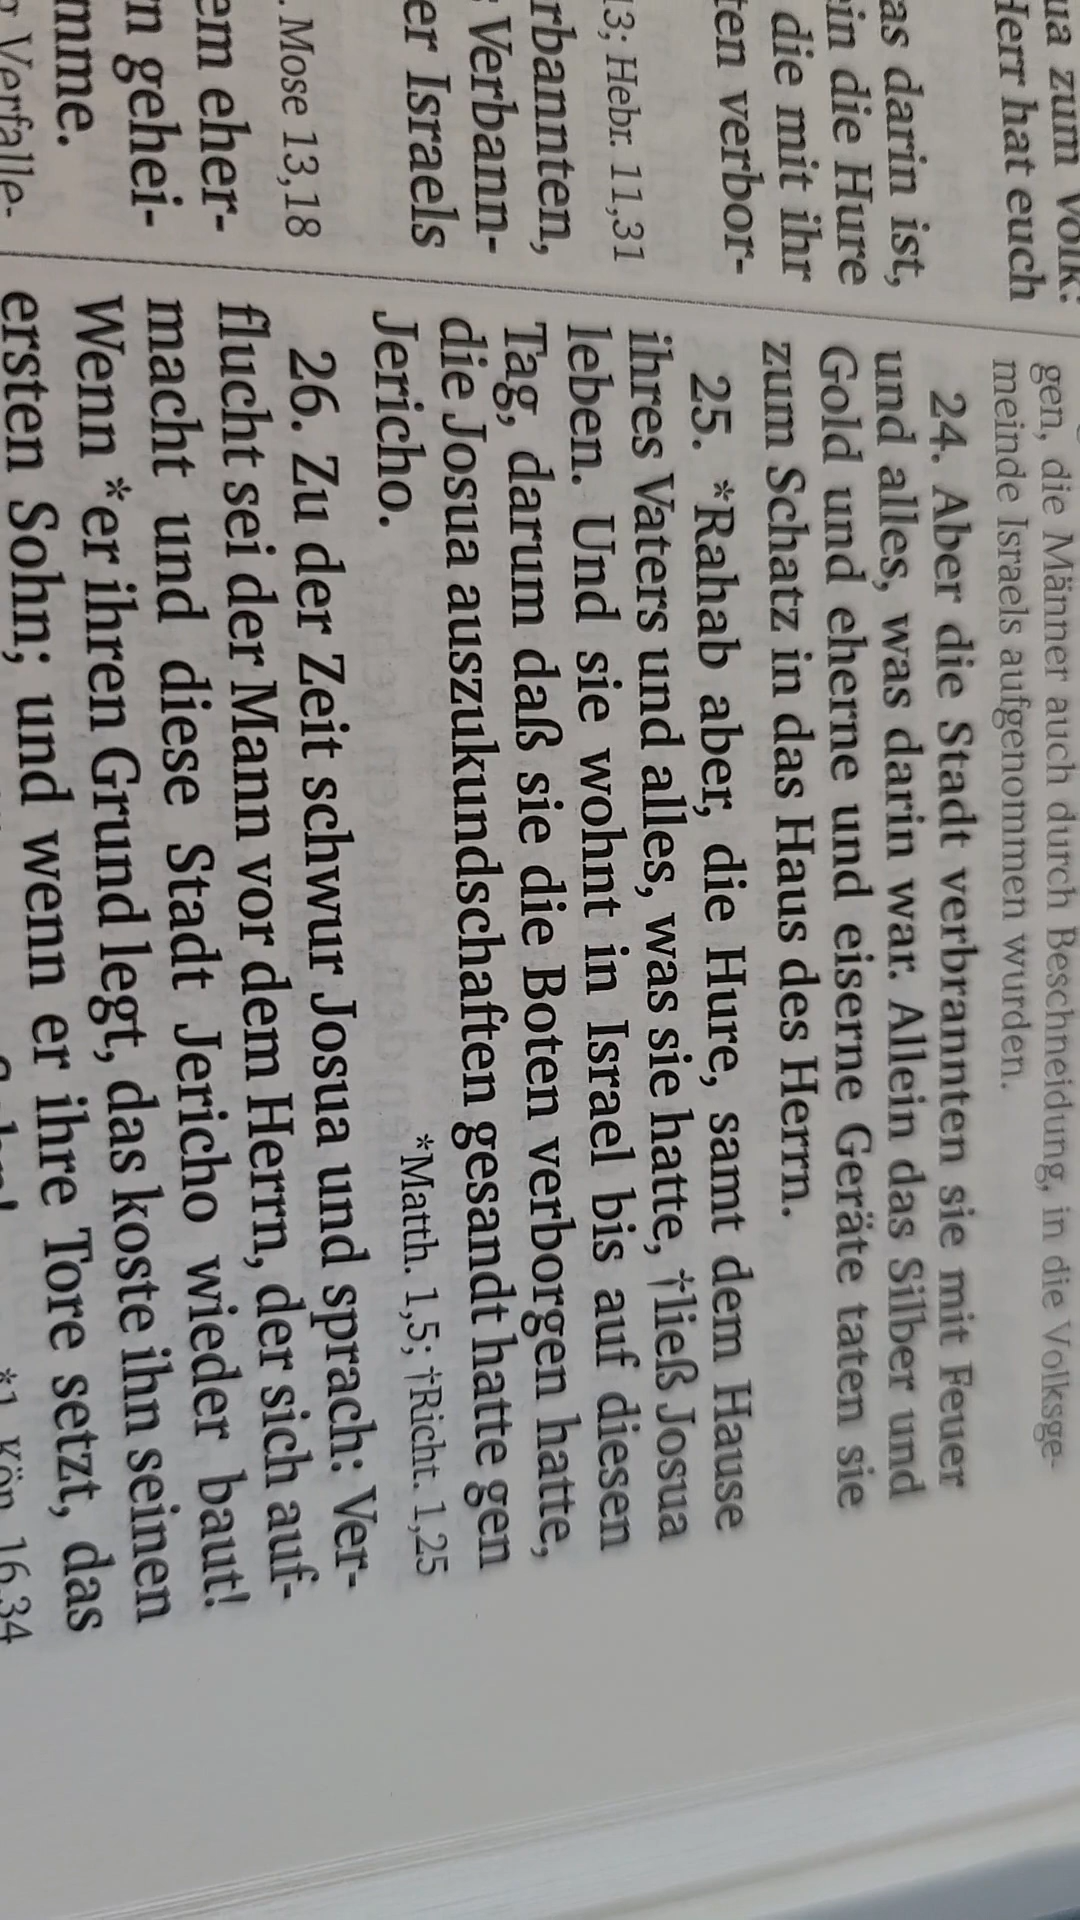 ua zum Volk:
Herr hat euch
as darin ist,
ein die Hure
die mit ihr
ten verbor-
13; Hebr. 11,31
rbannten,
Verbann-
er Israels
. Mose 13,18
em eher-
n gehei-
mme.
Verfalle-
gen, die Männer auch durch Beschneidung, in die Volksge-
meinde Israels aufgenommen wurden.
24. Aber die Stadt verbrannten sie mit Feuer
und alles, was darin war. Allein das Silber und
Gold und eherne und eiserne Geräte taten sie
zum Schatz in das Haus des Herrn.
25. *Rahab aber, die Hure, samt dem Hause
ihres Vaters und alles, was sie hatte, †ließ Josua
leben. Und sie wohnt in Israel bis auf diesen
Tag, darum daß sie die Boten verborgen hatte,
die Josua auszukundschaften gesandt hatte gen
Jericho.
*Matth. 1,5; †Richt. 1,25
26. Zu der Zeit schwur Josua und sprach: Ver-
flucht sei der Mann vor dem Herrn, der sich auf-
macht und diese Stadt Jericho wieder baut!
Wenn *er ihren Grund legt, das koste ihn seinen
ersten Sohn; und wenn er ihre Tore setzt, das
*1. Kön. 16,34